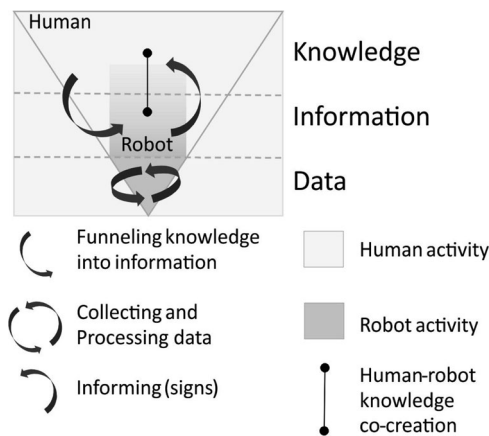 Human
Knowledge
Information
Robot
Data
Funneling knowledge
into information
Human activity
Collecting and
Processing data
Robot activity
Informing (signs)
Human-robot
knowledge
co-creation